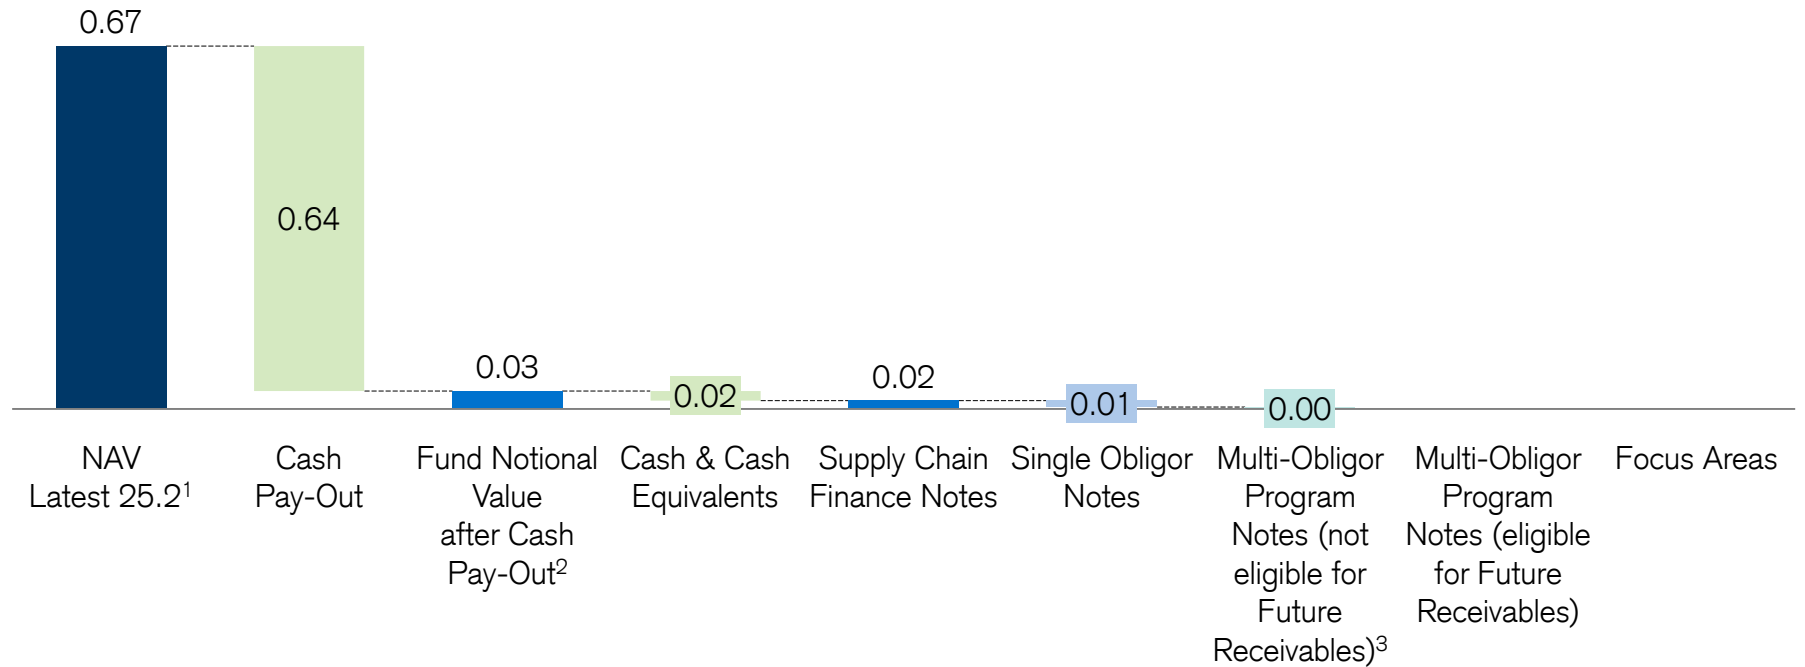 0.67
0.64
0.03
0.02
0.02
0.01
0.00
NAV
Latest 25.2¹
Cash
Pay-Out
Fund Notional
Value
after Cash
Pay-Out²
Cash & Cash
Equivalents
Supply Chain
Finance Notes
Single Obligor
Notes
Multi-Obligor
Program
Notes (not
eligible for
Future
Receivables)³
Multi-Obligor
Program
Notes (eligible
for Future
Receivables)
Focus Areas